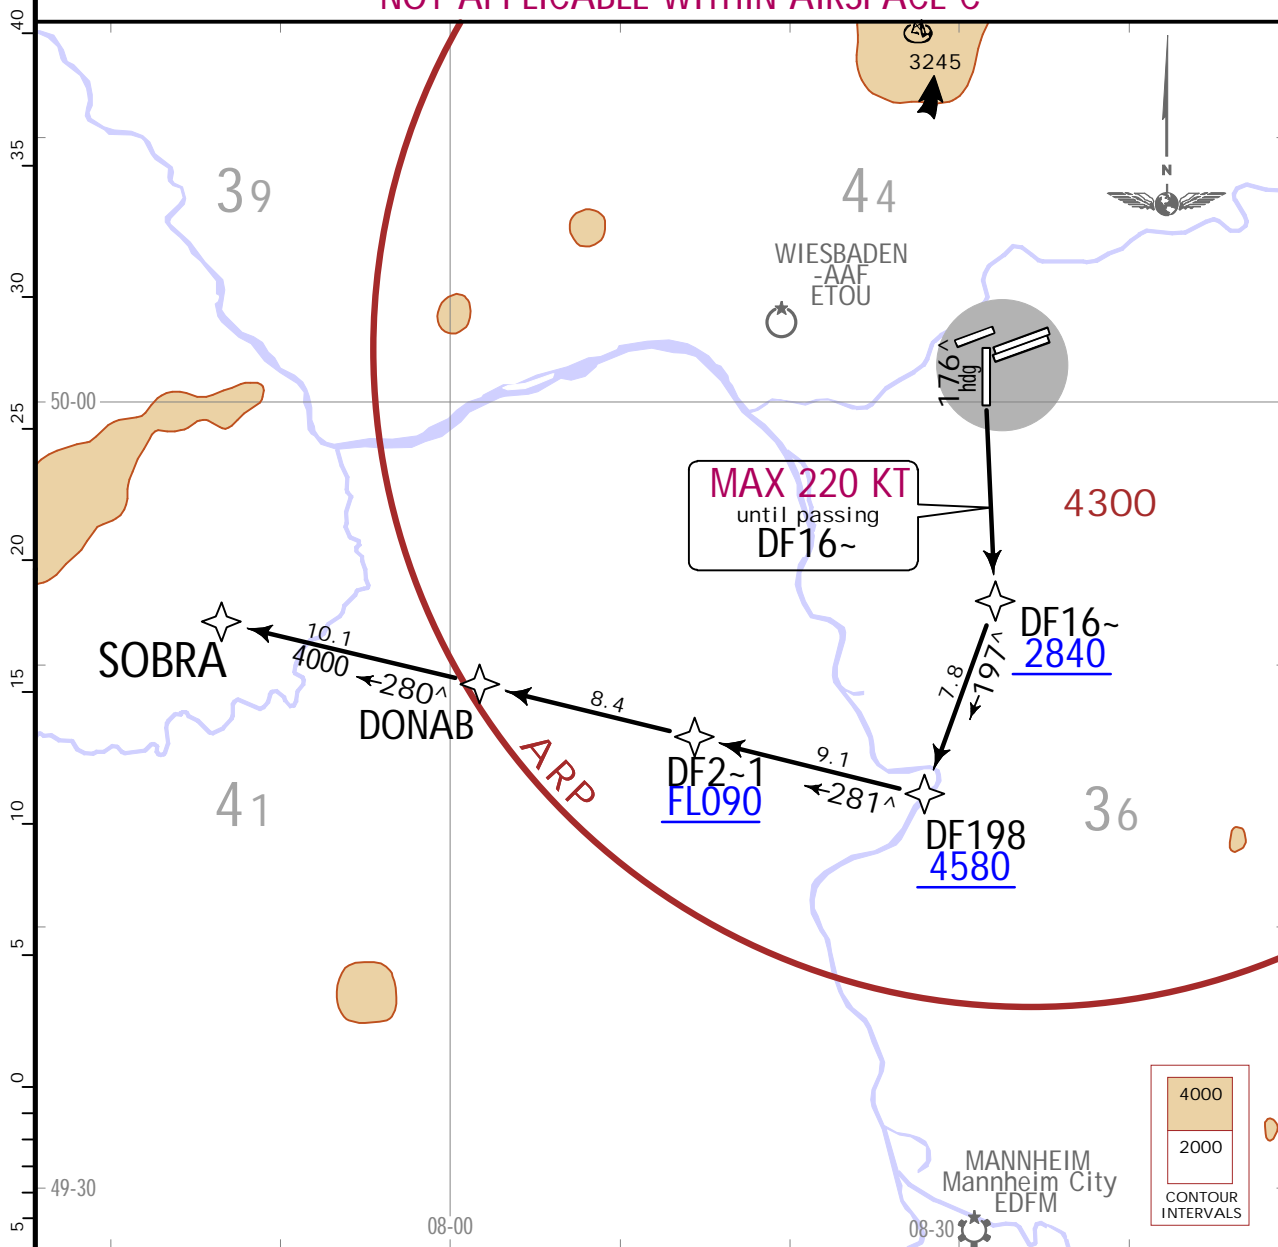 NOT APPLICABLE WITHIN AIRSPACE C
40
35
30
25
20
15
10
5
0
5
3245
N
39
44
WIESBADEN
-AAF
ETOU
50-00
176^
hdg
MAX 220 KT
until passing
DF16~
4300
DF16~
2840
7.8
197^
SOBRA
10.1
4000
280^
DONAB
8.4
DF2~1
FL090
9.1
281^
DF198
4580
ARP
41
36
4000
2000
CONTOUR
INTERVALS
MANNHEIM
Mannheim City
EDFM
49-30
08-00
08-30